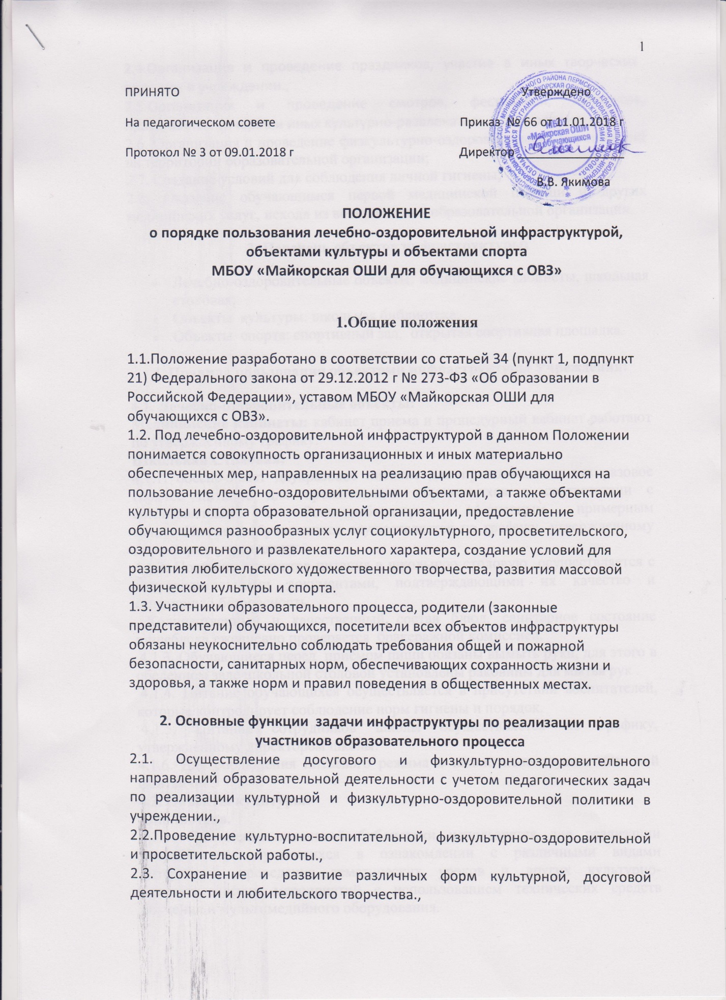 1
ПРИНЯТО Утверждено
На педагогическом совете Приказ № 66 от 11.01.2018 г
Протокол № 3 от 09.01.2018 г Директор
В.В. Якимова
МБОУ
«Майкорская ОШИ
для обучающихся
с ОВЗ»
ПОЛОЖЕНИЕ
о порядке пользования лечебно-оздоровительной инфраструктурой,
объектами культуры и объектами спорта
МБОУ «Майкорская ОШИ для обучающихся с ОВЗ»
1.Общие положения
1.1.Положение разработано в соответствии со статьей 34 (пункт 1, подпункт
21) Федерального закона от 29.12.2012 г № 273-ФЗ «Об образовании в
Российской Федерации», уставом МБОУ «Майкорская ОШИ для
обучающихся с ОВЗ».
1.2. Под лечебно-оздоровительной инфраструктурой в данном Положении
понимается совокупность организационных и иных материально
обеспеченных мер, направленных на реализацию прав обучающихся на
пользование лечебно-оздоровительными объектами, а также объектами
культуры и спорта образовательной организации, предоставление
обучающимся разнообразных услуг социокультурного, просветительского,
оздоровительного и развлекательного характера, создание условий для
развития любительского художественного творчества, развития массовой
физической культуры и спорта.
1.3. Участники образовательного процесса, родители (законные
представители) обучающихся, посетители всех объектов инфраструктуры
обязаны неукоснительно соблюдать требования общей и пожарной
безопасности, санитарных норм, обеспечивающих сохранность жизни и
здоровья, а также норм и правил поведения в общественных местах.
2. Основные функции задачи инфраструктуры по реализации прав
участников образовательного процесса
2.1. Осуществление досугового и физкультурно-оздоровительного
направлений образовательной деятельности с учетом педагогических задач
по реализации культурной и физкультурно-оздоровительной политики в
учреждении.,
2.2.Проведение культурно-воспитательной, физкультурно-оздоровительной
и просветительской работы.,
2.3. Сохранение и развитие различных форм культурной, досуговой
деятельности и любительского творчества.,